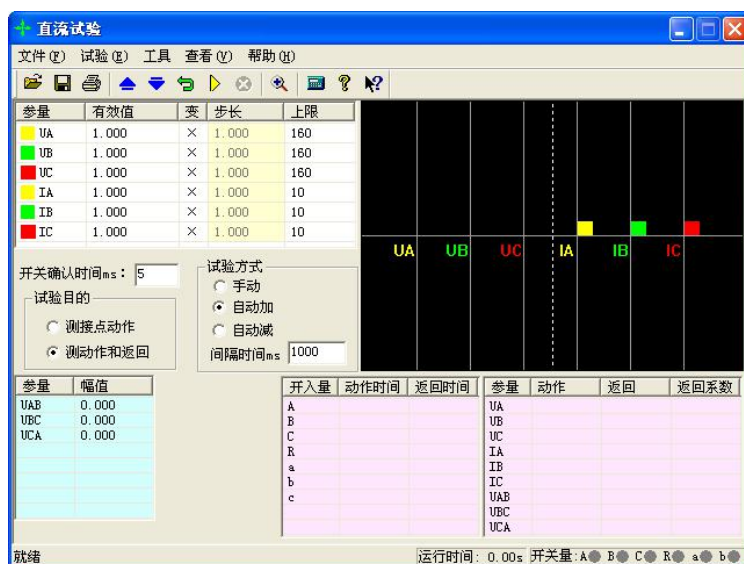 直流试验
文件(F) 试验(E) 工具 查看(V) 帮助(H)
参量 有效值 变 步长 上限
UA 1.000 × 1.000 160
UB 1.000 × 1.000 160
UC 1.000 × 1.000 160
IA 1.000 × 1.000 10
IB 1.000 × 1.000 10
IC 1.000 × 1.000 10
UA UB UC IA IB IC
开关确认时间ms: 5
试验目的
测接点动作
测动作和返回
试验方式
手动
自动加
自动减
间隔时间ms 1000
参量 幅值
UAB 0.000
UBC 0.000
UCA 0.000
开入量 动作时间 返回时间
A
B
C
R
a
b
c
参量 动作 返回 返回系数
UA
UB
UC
IA
IB
IC
UAB
UBC
UCA
就绪 运行时间: 0.00s 开关量:A B C R a b